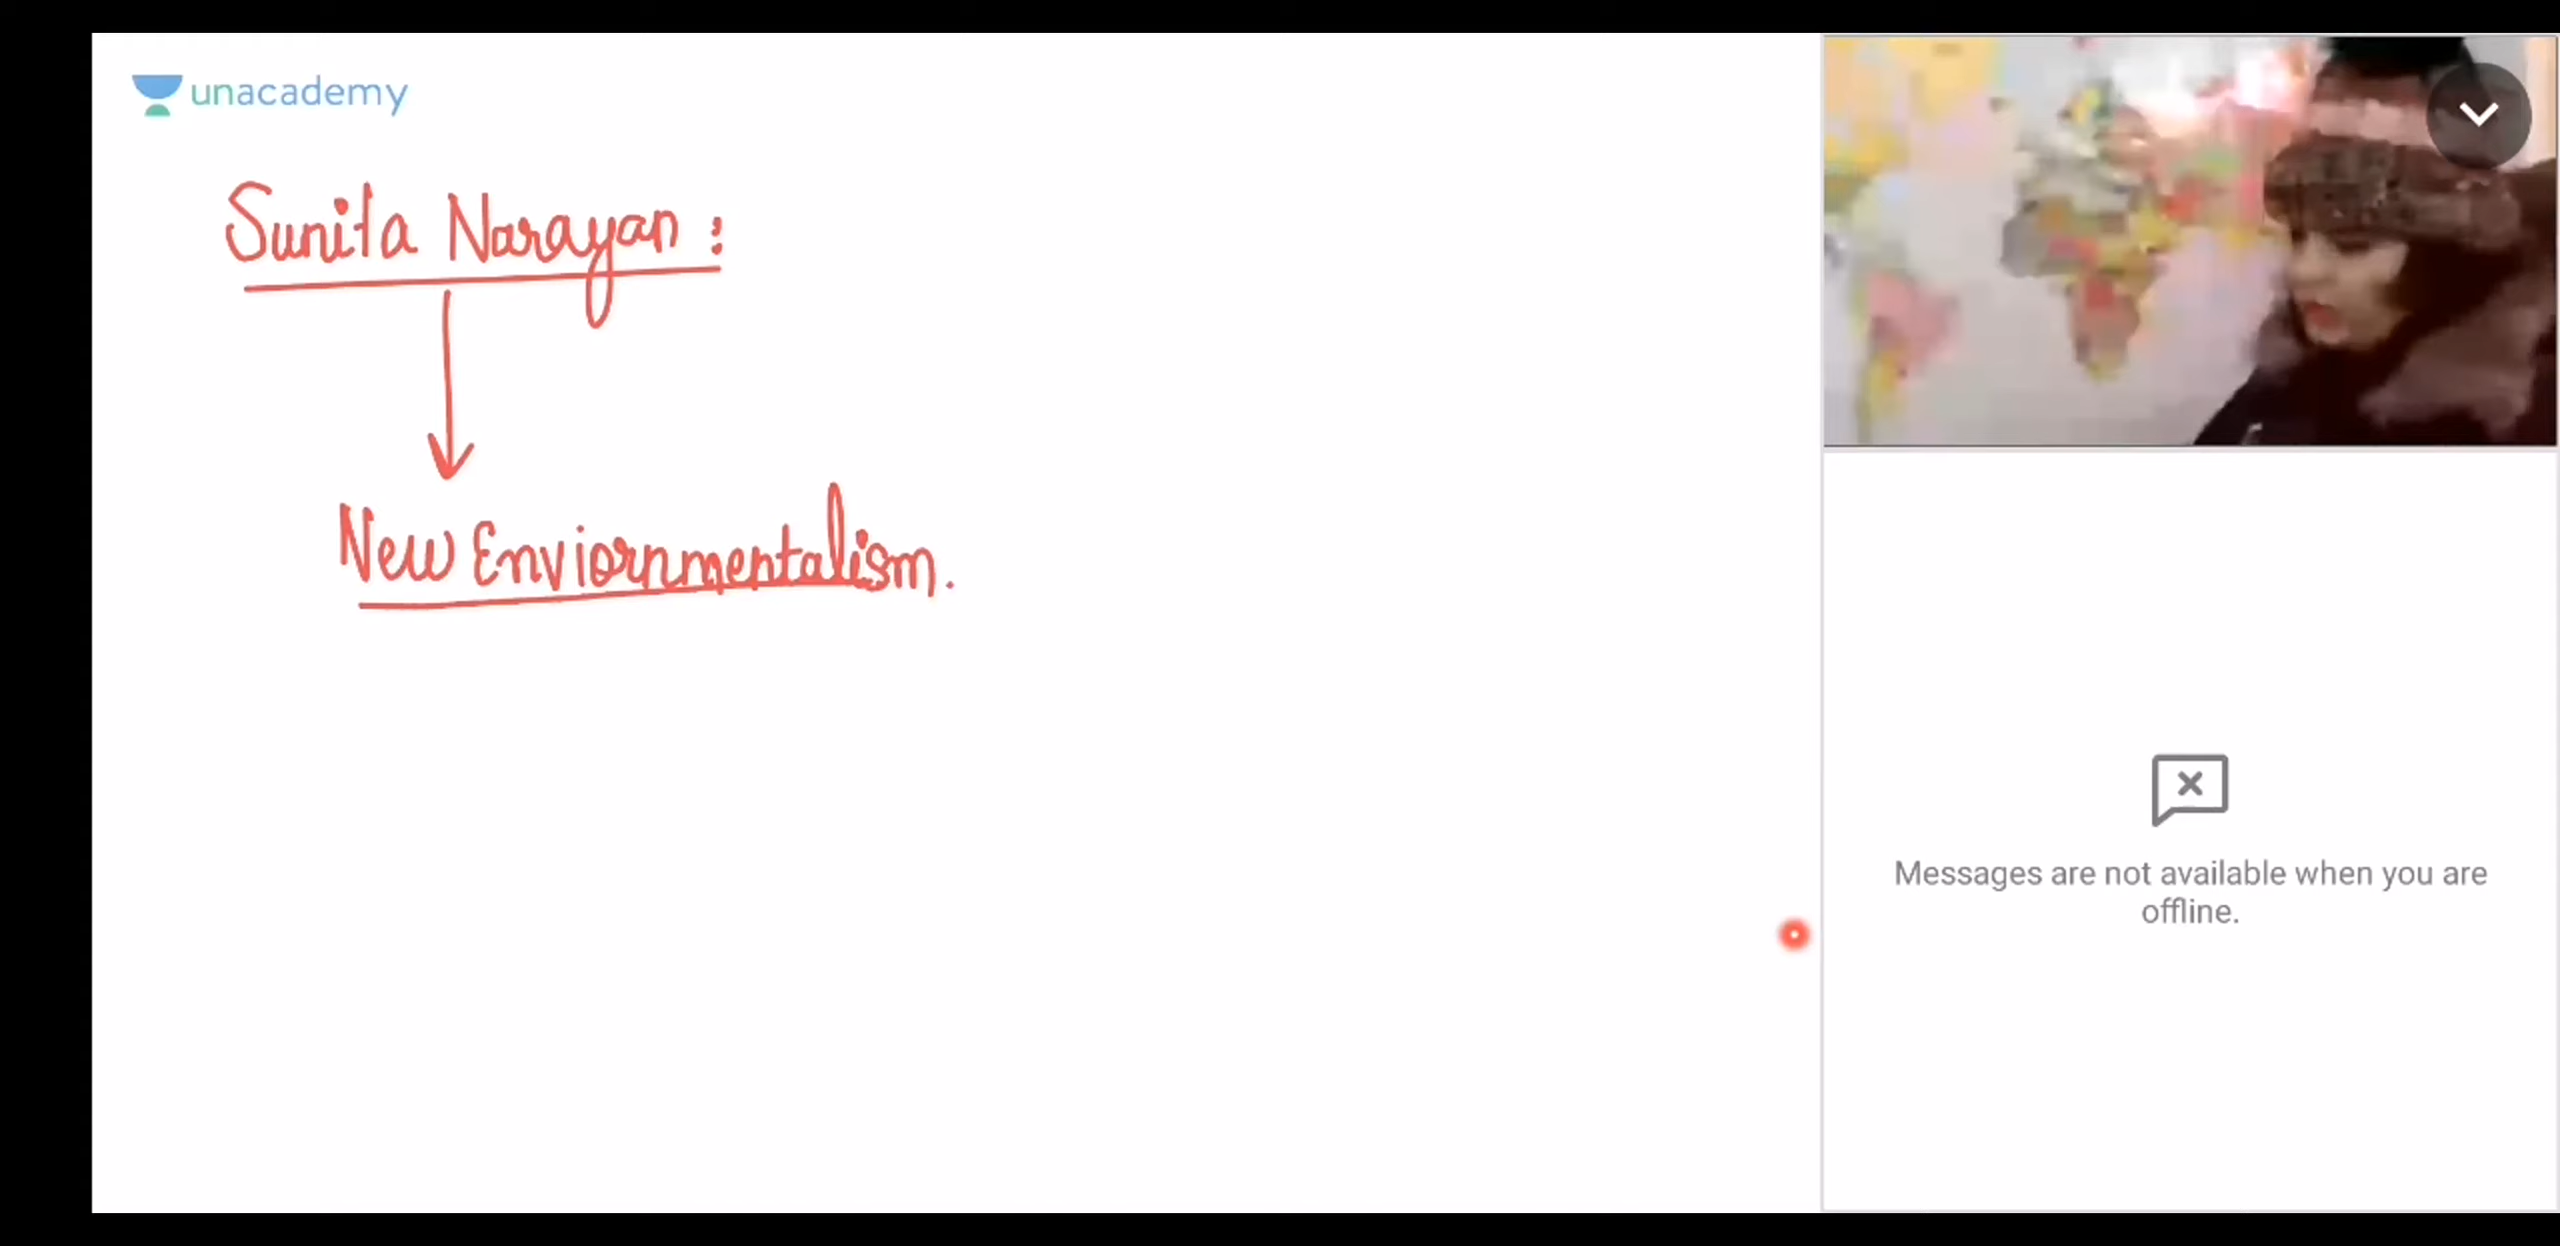 unacademy
Sunita Narayan :
New Enviornmentalism.
Messages are not available when you are
offline.